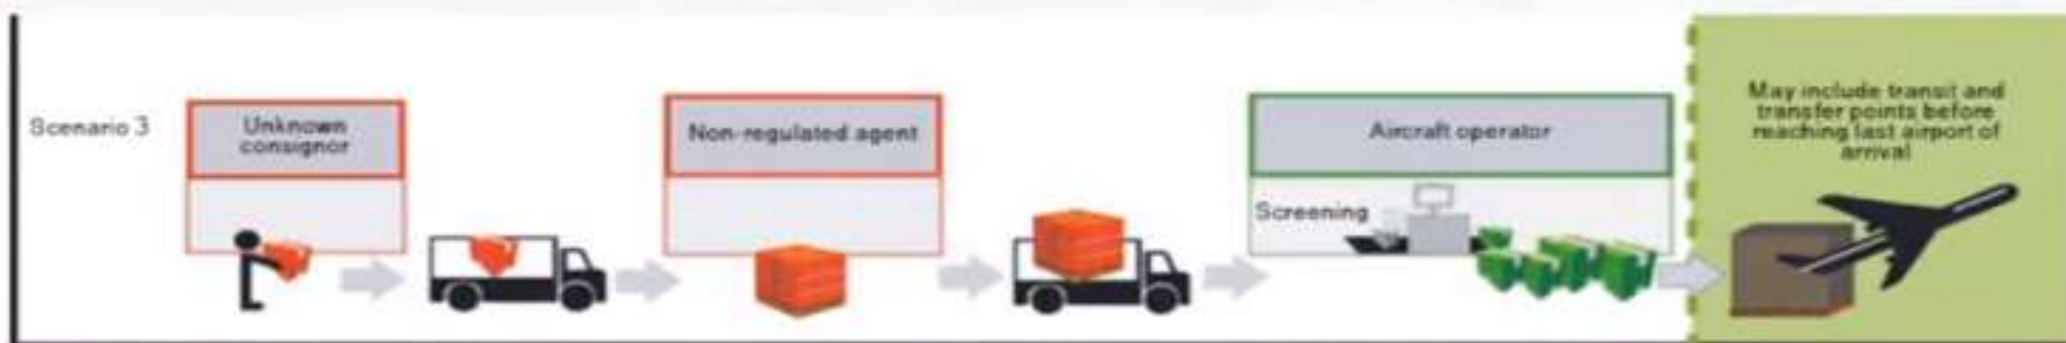 Scenario 3
Unknown
consignor
Non-regulated agent
Aircraft operator
Screening
May include transit and
transfer points before
reaching last airport of
arrival